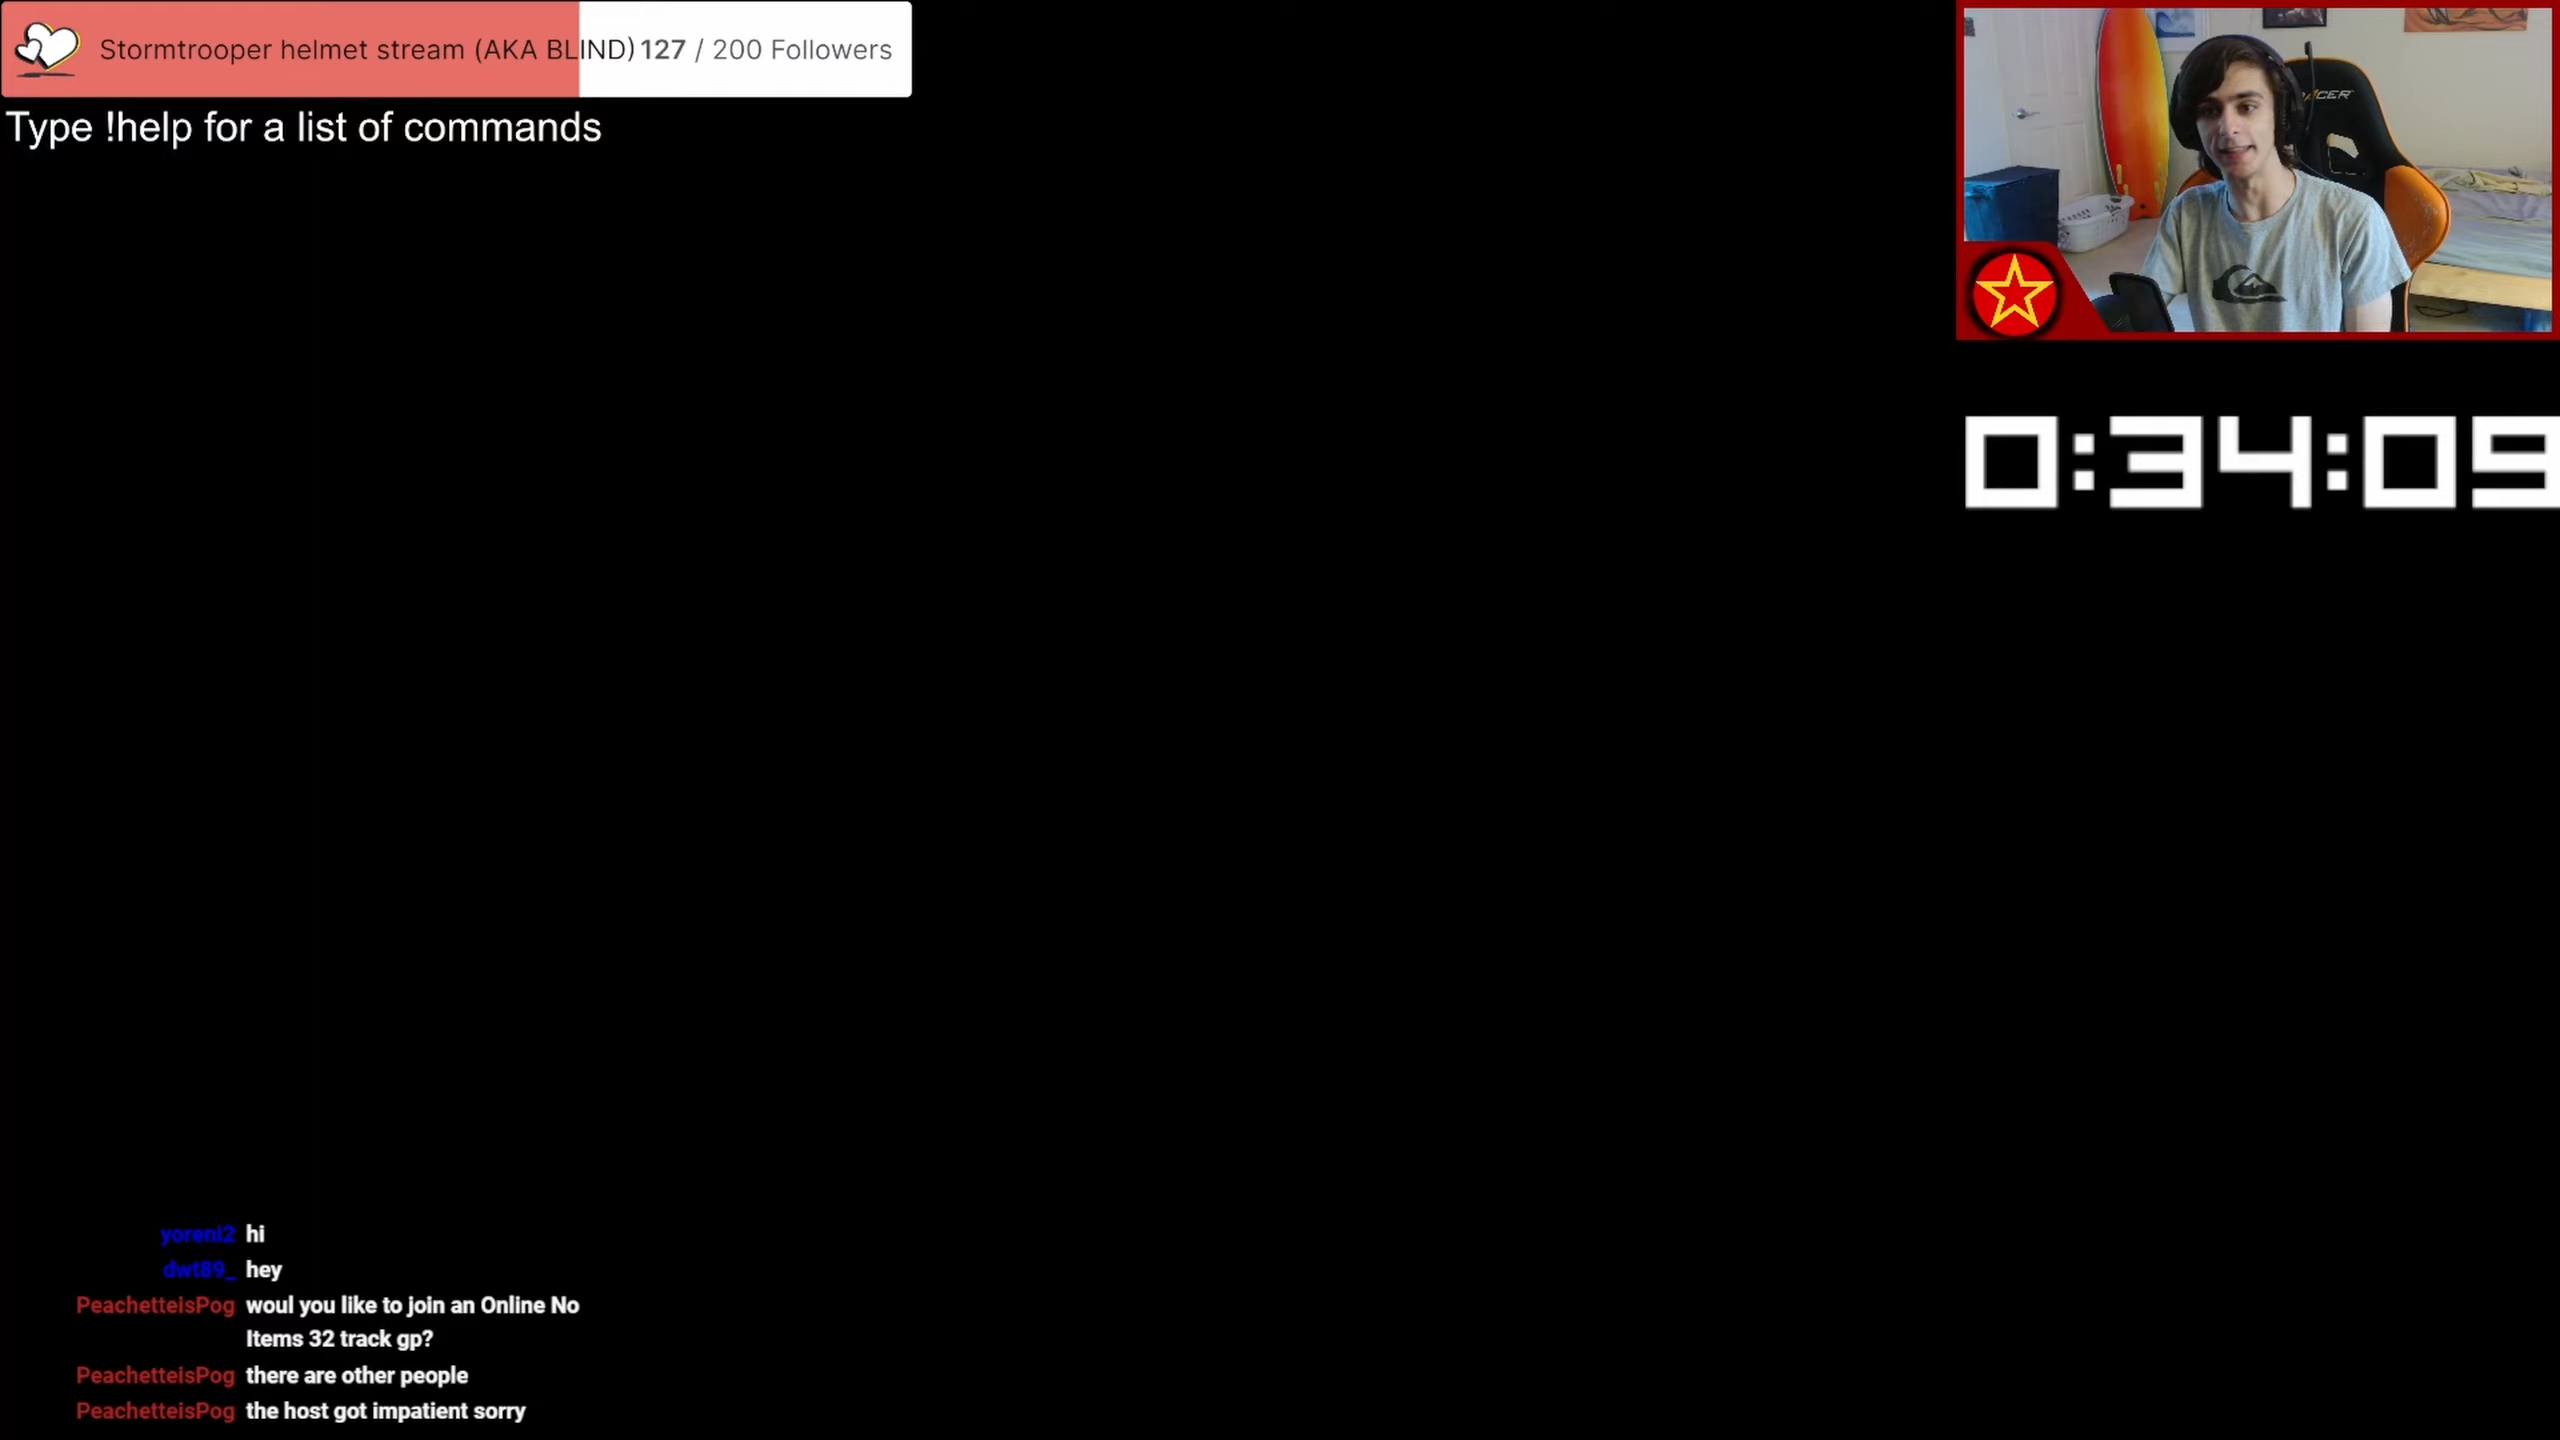 Stormtrooper helmet stream (AKA BLIND) 127 / 200 Followers
Type !help for a list of commands
0:34:09
yoreni2 hi
dwt89_ hey
PeachetteisPog woul you like to join an Online No
Items 32 track gp?
PeachetteisPog there are other people
PeachetteisPog the host got impatient sorry